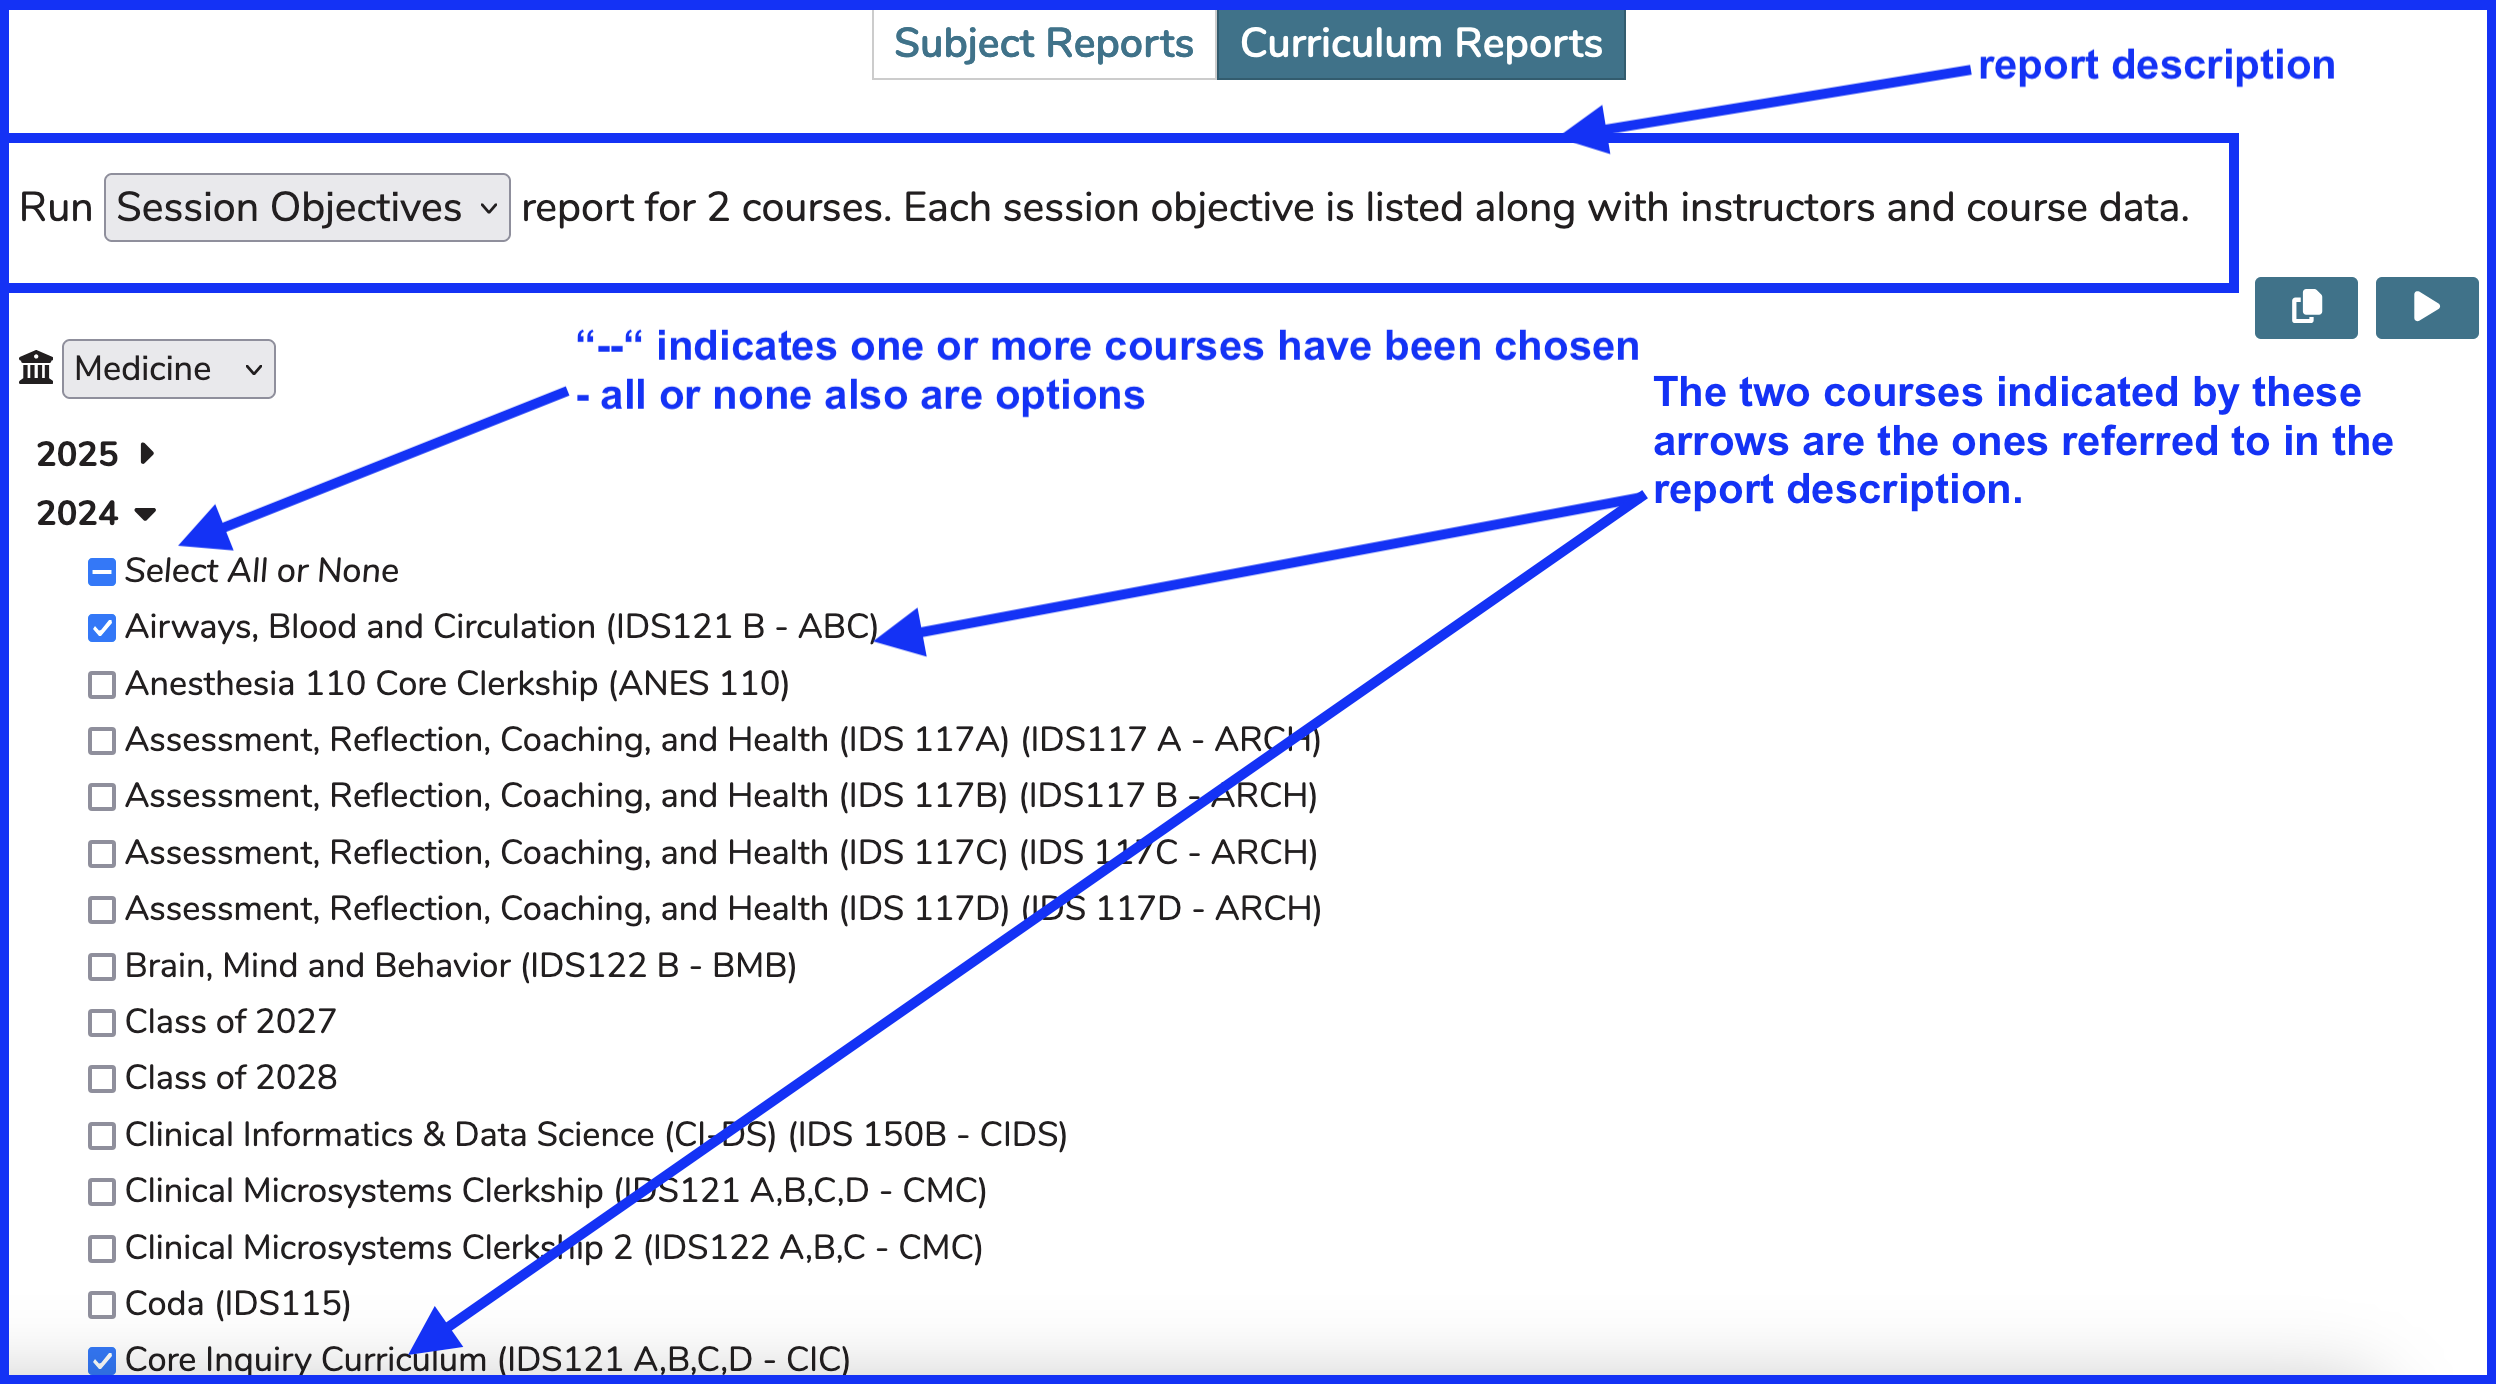 Subject Reports Curriculum Reports
report description
Run Session Objectives report for 2 courses. Each session objective is listed along with instructors and course data.
“--“ indicates one or more courses have been chosen
- all or none also are options
Medicine
The two courses indicated by these
arrows are the ones referred to in the
report description.
2025
2024
Select All or None
Airways, Blood and Circulation (IDS121 B - ABC)
Anesthesia 110 Core Clerkship (ANES 110)
Assessment, Reflection, Coaching, and Health (IDS 117A) (IDS117 A - ARCH)
Assessment, Reflection, Coaching, and Health (IDS 117B) (IDS117 B - ARCH)
Assessment, Reflection, Coaching, and Health (IDS 117C) (IDS 117C - ARCH)
Assessment, Reflection, Coaching, and Health (IDS 117D) (IDS 117D - ARCH)
Brain, Mind and Behavior (IDS122 B - BMB)
Class of 2027
Class of 2028
Clinical Informatics & Data Science (CI-DS) (IDS 150B - CIDS)
Clinical Microsystems Clerkship (IDS121 A,B,C,D - CMC)
Clinical Microsystems Clerkship 2 (IDS122 A,B,C - CMC)
Coda (IDS115)
Core Inquiry Curriculum (IDS121 A,B,C,D - CIC)